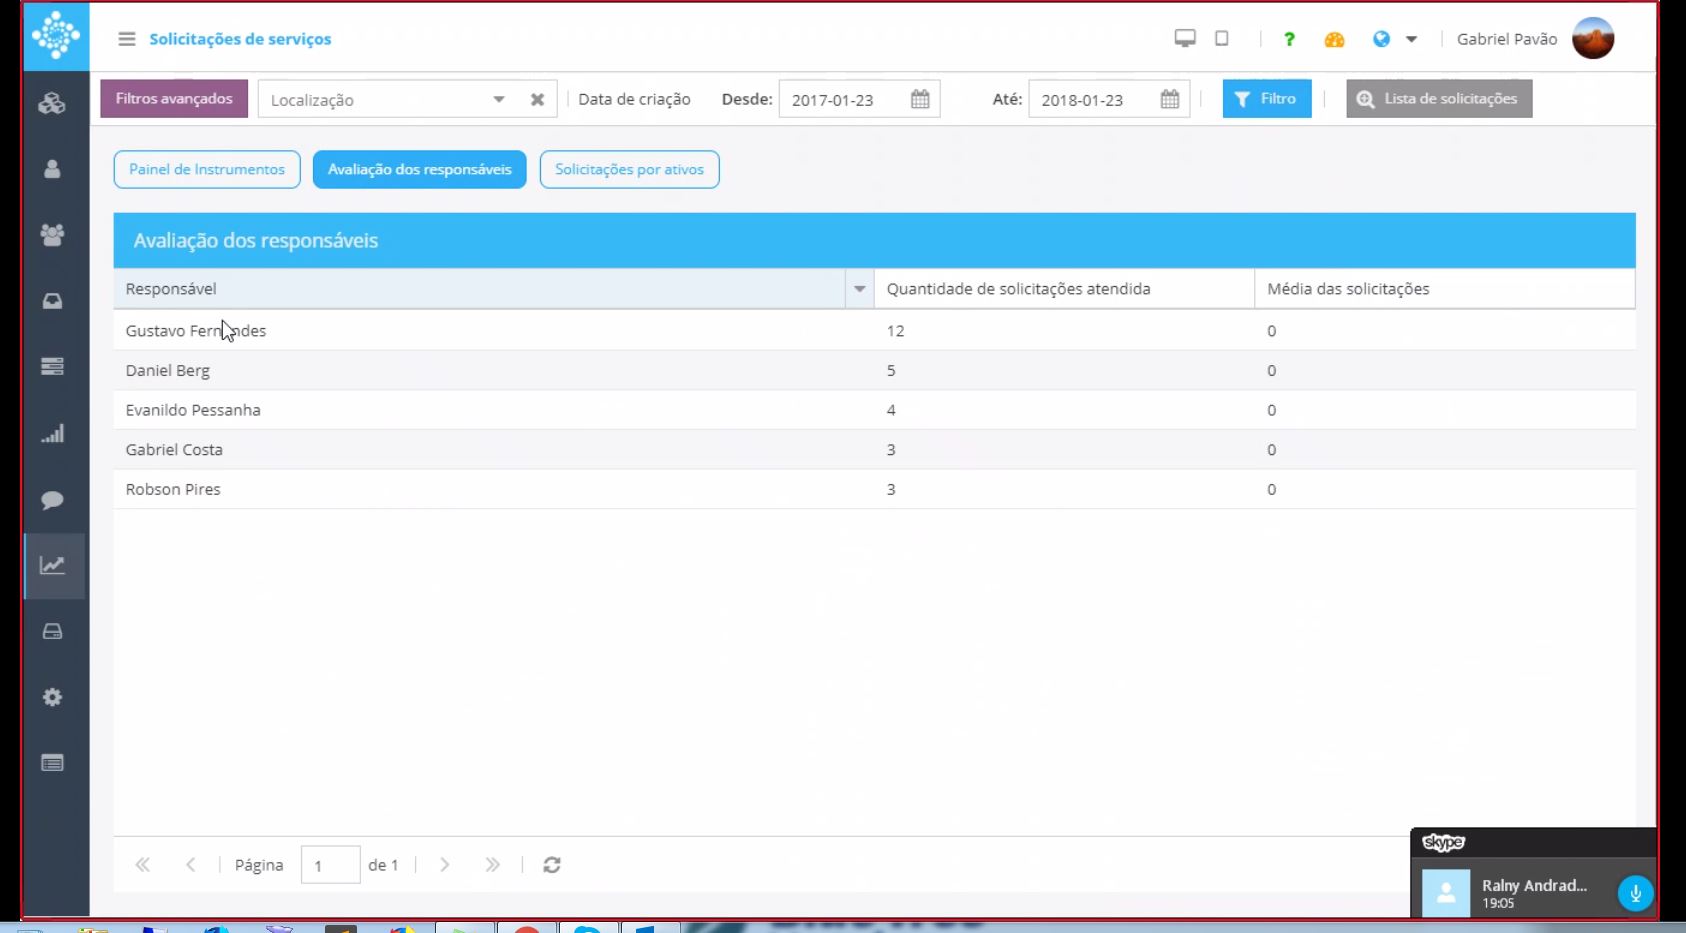 Solicitações de serviços
? Gabriel Pavão
Filtros avançados Localização Data de criação Desde: 2017-01-23 Até: 2018-01-23 Filtro Lista de solicitações
Painel de Instrumentos Avaliação dos responsáveis Solicitações por ativos
Avaliação dos responsáveis
Responsável Quantidade de solicitações atendida Média das solicitações
Gustavo Fernandes 12 0
Daniel Berg 5 0
Evanildo Pessanha 4 0
Gabriel Costa 3 0
Robson Pires 3 0
Página 1 de 1
skype
Ralny Andrad...
19:05